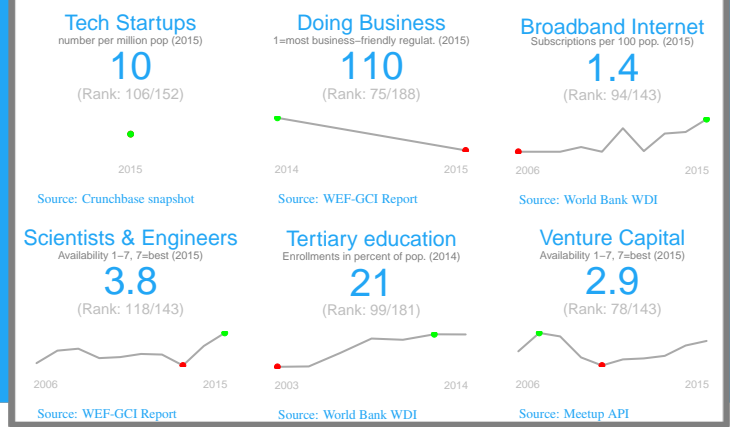 Tech Startups
number per million pop (2015)
10
(Rank: 106/152)
2015
Source: Crunchbase snapshot
Doing Business
1=most business−friendly regulat. (2015)
110
(Rank: 75/188)
2014 2015
Source: WEF-GCI Report
Broadband Internet
Subscriptions per 100 pop. (2015)
1.4
(Rank: 94/143)
2006 2015
Source: World Bank WDI
Scientists & Engineers
Availability 1−7, 7=best (2015)
3.8
(Rank: 118/143)
2006 2015
Source: WEF-GCI Report
Tertiary education
Enrollments in percent of pop. (2014)
21
(Rank: 99/181)
2003 2014
Source: World Bank WDI
Venture Capital
Availability 1−7, 7=best (2015)
2.9
(Rank: 78/143)
2006 2015
Source: Meetup API